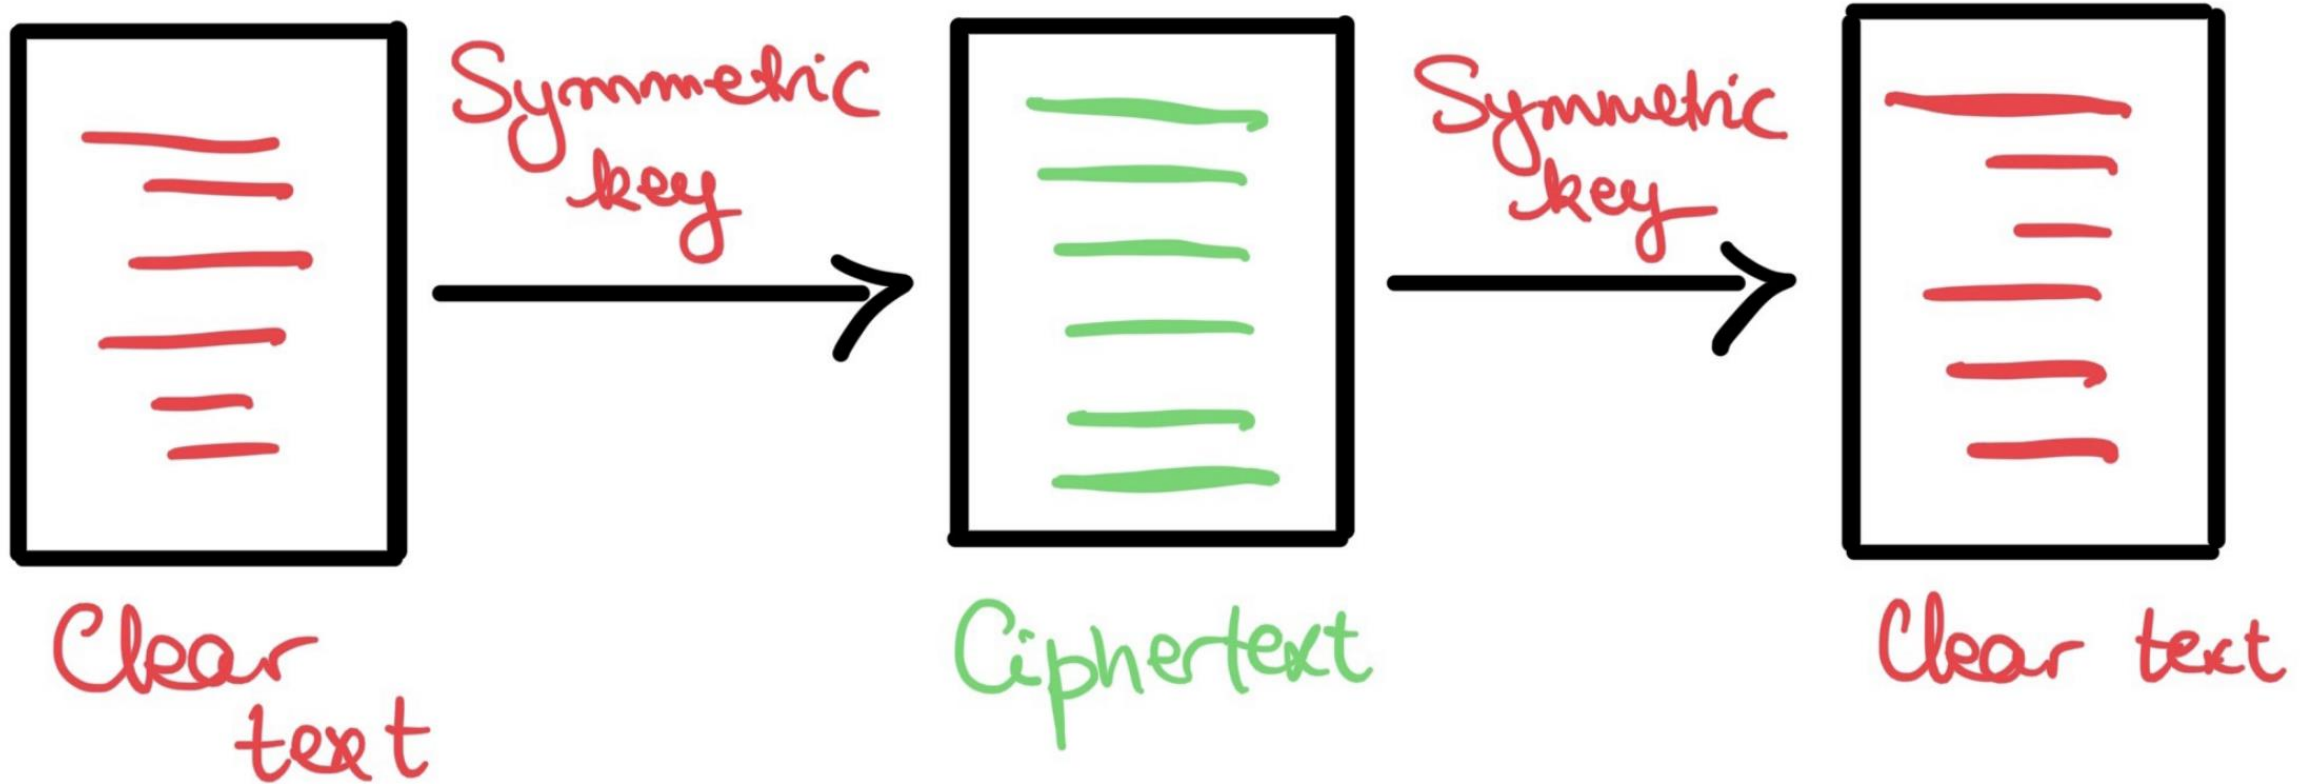 Symmetric
key
Symmetric
key
Clear
text
Ciphertext
Clear text